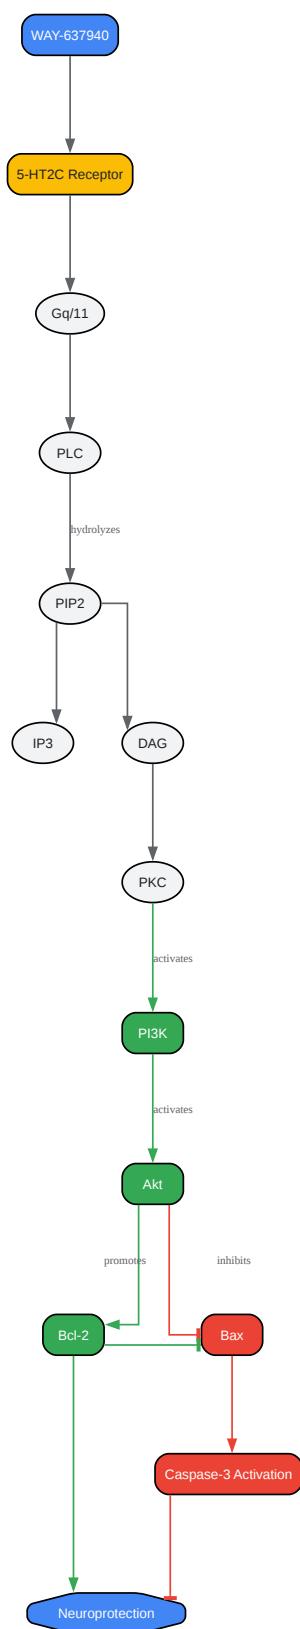 WAY-637940
5-HT2C Receptor
Gq/11
PLC
hydrolyzes
PIP2
IP3
DAG
PKC
activates
PI3K
activates
Akt
promotes
inhibits
Bcl-2
Bax
Caspase-3 Activation
Neuroprotection